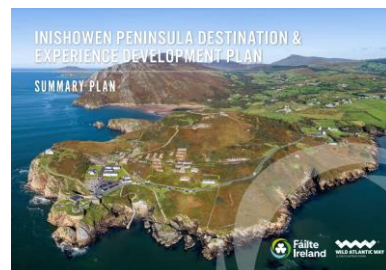 INISHOWEN PENINSULA DESTINATION &
EXPERIENCE DEVELOPMENT PLAN
SUMMARY PLAN
Fáilte
Ireland
WILD ATLANTIC WAY